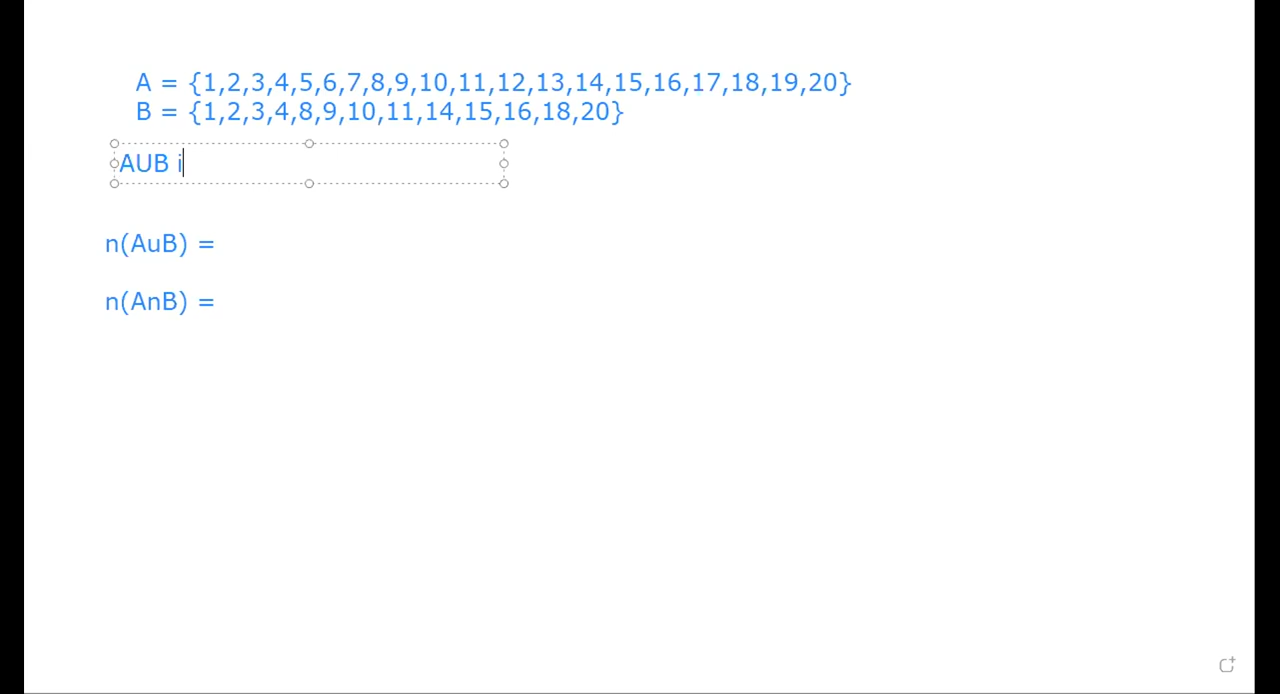 A = {1,2,3,4,5,6,7,8,9,10,11,12,13,14,15,16,17,18,19,20}
B = {1,2,3,4,8,9,10,11,14,15,16,18,20}
AUB i
n(AuB) =
n(AnB) =